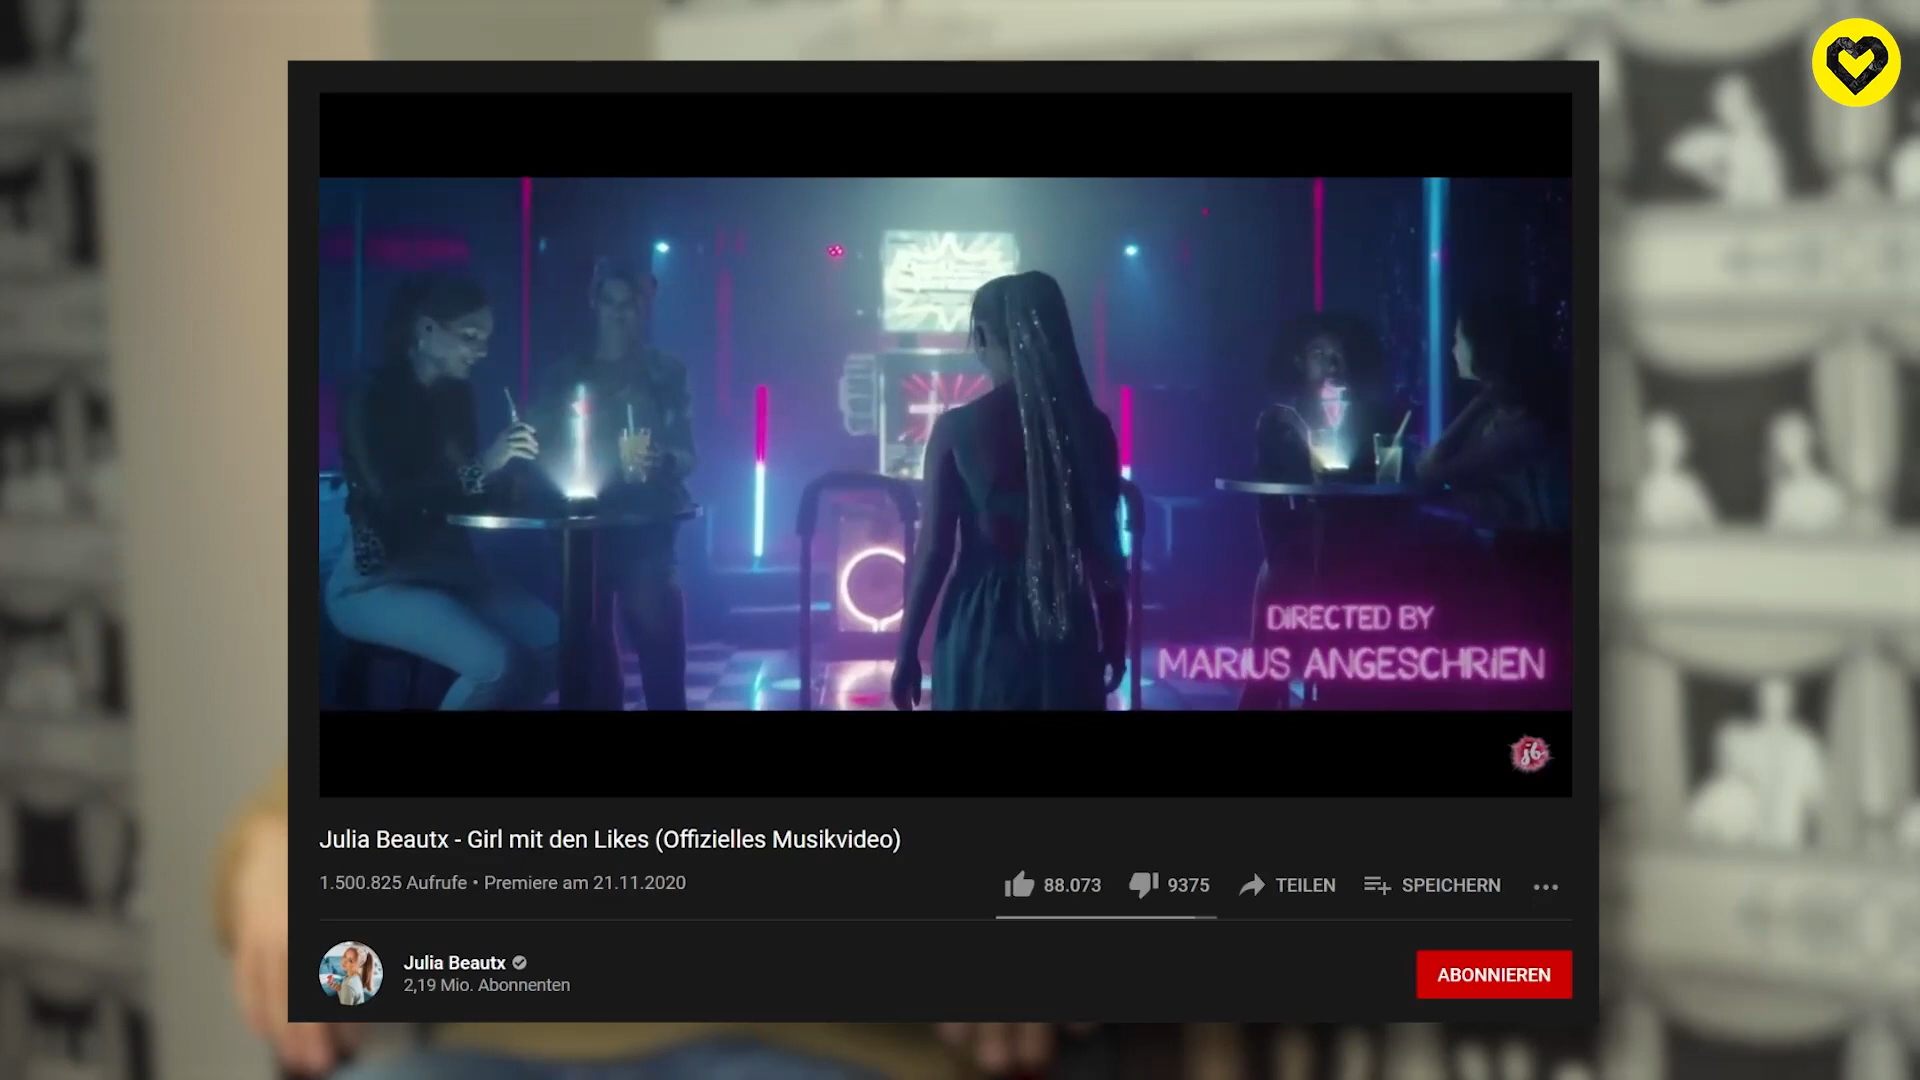 DIRECTED BY
MARIUS ANGESCHRIEN
jb
Julia Beautx - Girl mit den Likes (Offizielles Musikvideo)
1.500.825 Aufrufe • Premiere am 21.11.2020
88.073
9375
TEILEN
SPEICHERN
Julia Beautx
2,19 Mio. Abonnenten
ABONNIEREN